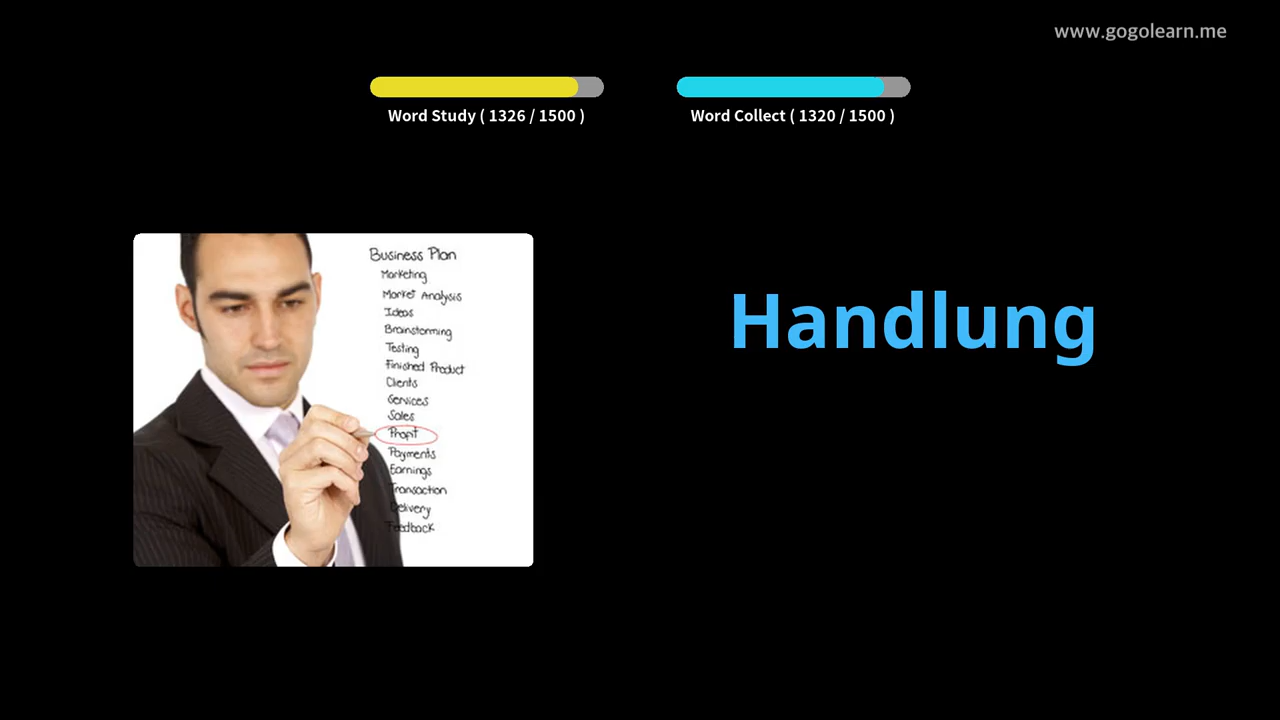 www.gogolearn.me
Word Study ( 1326 / 1500 )
Word Collect ( 1320 / 1500 )
Business Plan
Marketing
Market Analysis
Ideas
Brainstorming
Testing
Finished Product
Clients
Services
Sales
Profit
Payments
Earnings
Transaction
Delivery
Feedback
Handlung